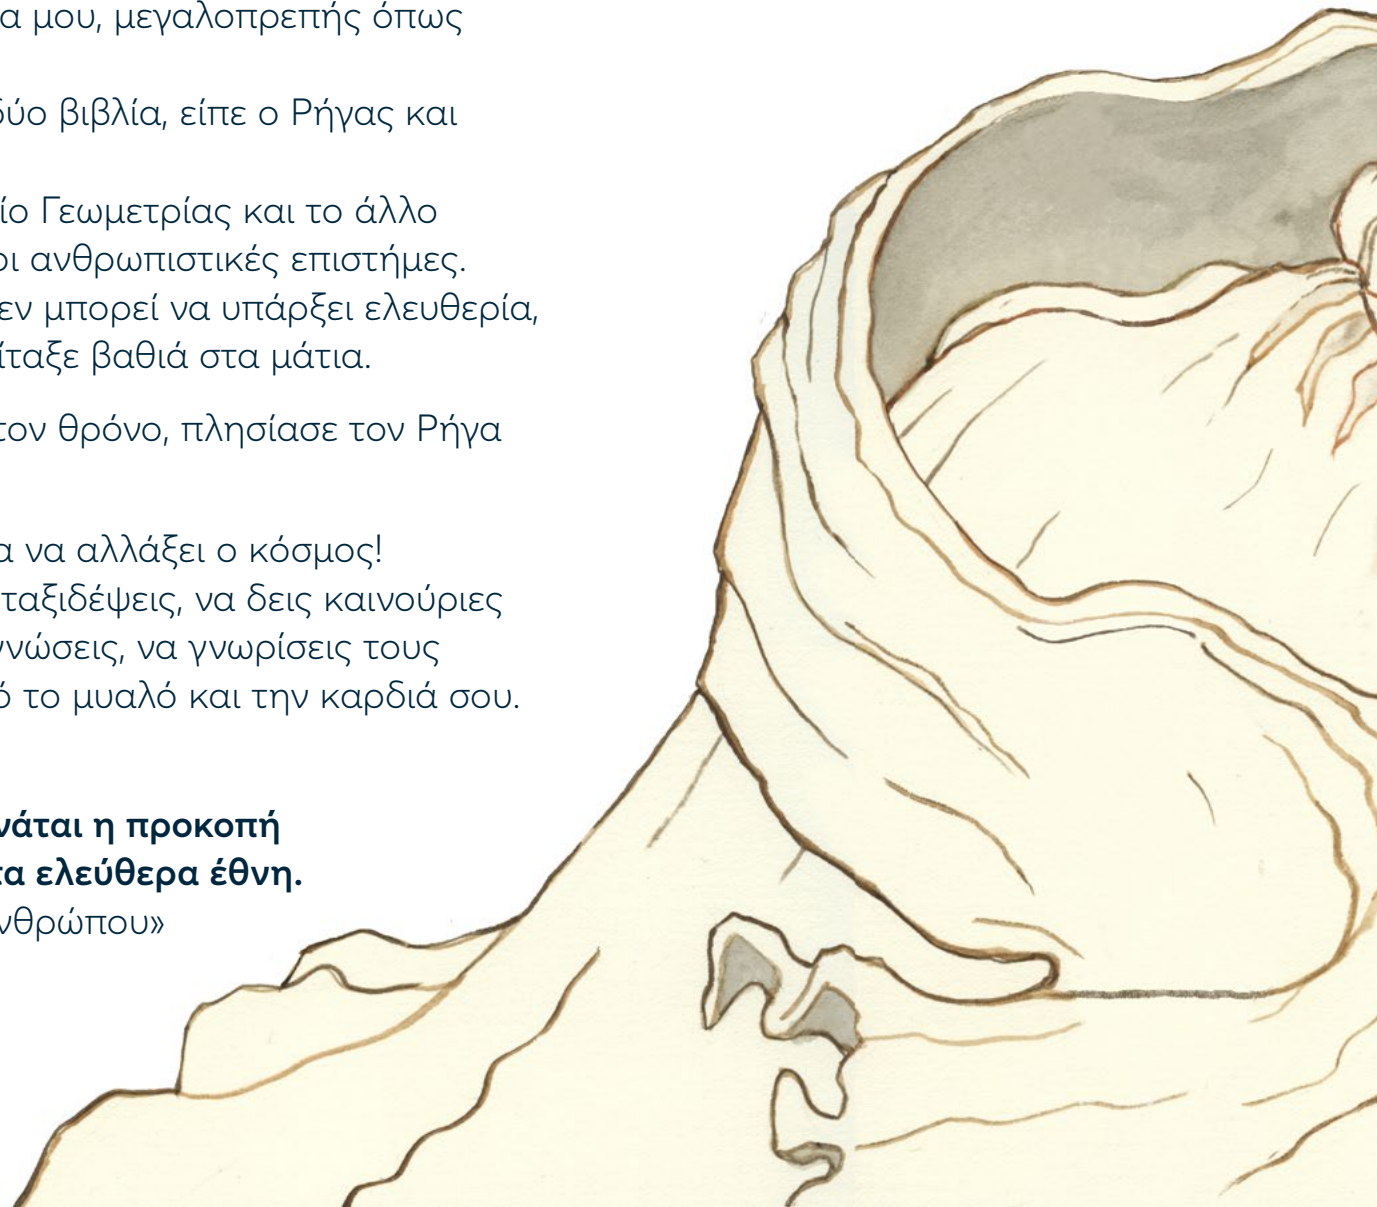 α μου, μεγαλοπρεπής όπως
δύο βιβλία, είπε ο Ρήγας και
ίο Γεωμετρίας και το άλλο
οι ανθρωπιστικές επιστήμες.
εν μπορεί να υπάρξει ελευθερία,
ίταξε βαθιά στα μάτια.
τον θρόνο, πλησίασε τον Ρήγα
α να αλλάξει ο κόσμος!
ταξιδέψεις, να δεις καινούριες
γνώσεις, να γνωρίσεις τους
ό το μυαλό και την καρδιά σου.
νάται η προκοπή
τα ελεύθερα έθνη.
νθρώπου»